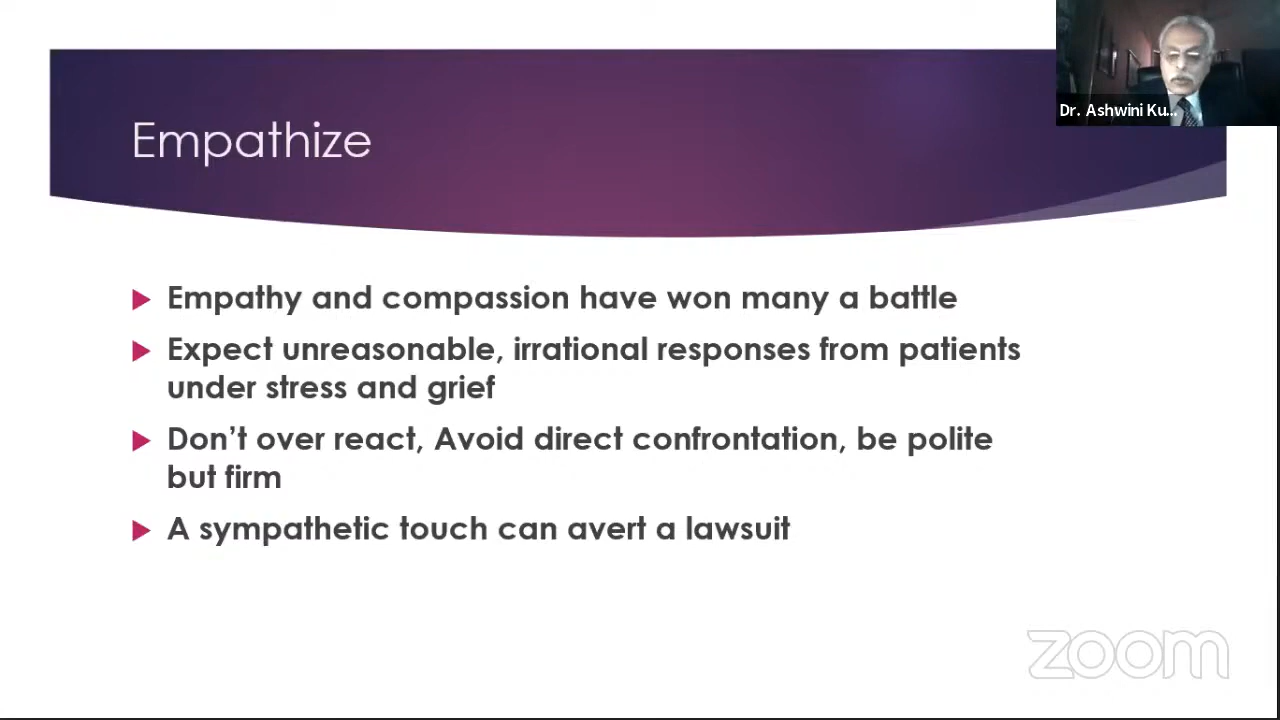 Dr. Ashwini Ku...
Empathize
Empathy and compassion have won many a battle
Expect unreasonable, irrational responses from patients
under stress and grief
Don't over react, Avoid direct confrontation, be polite
but firm
A sympathetic touch can avert a lawsuit
zoom